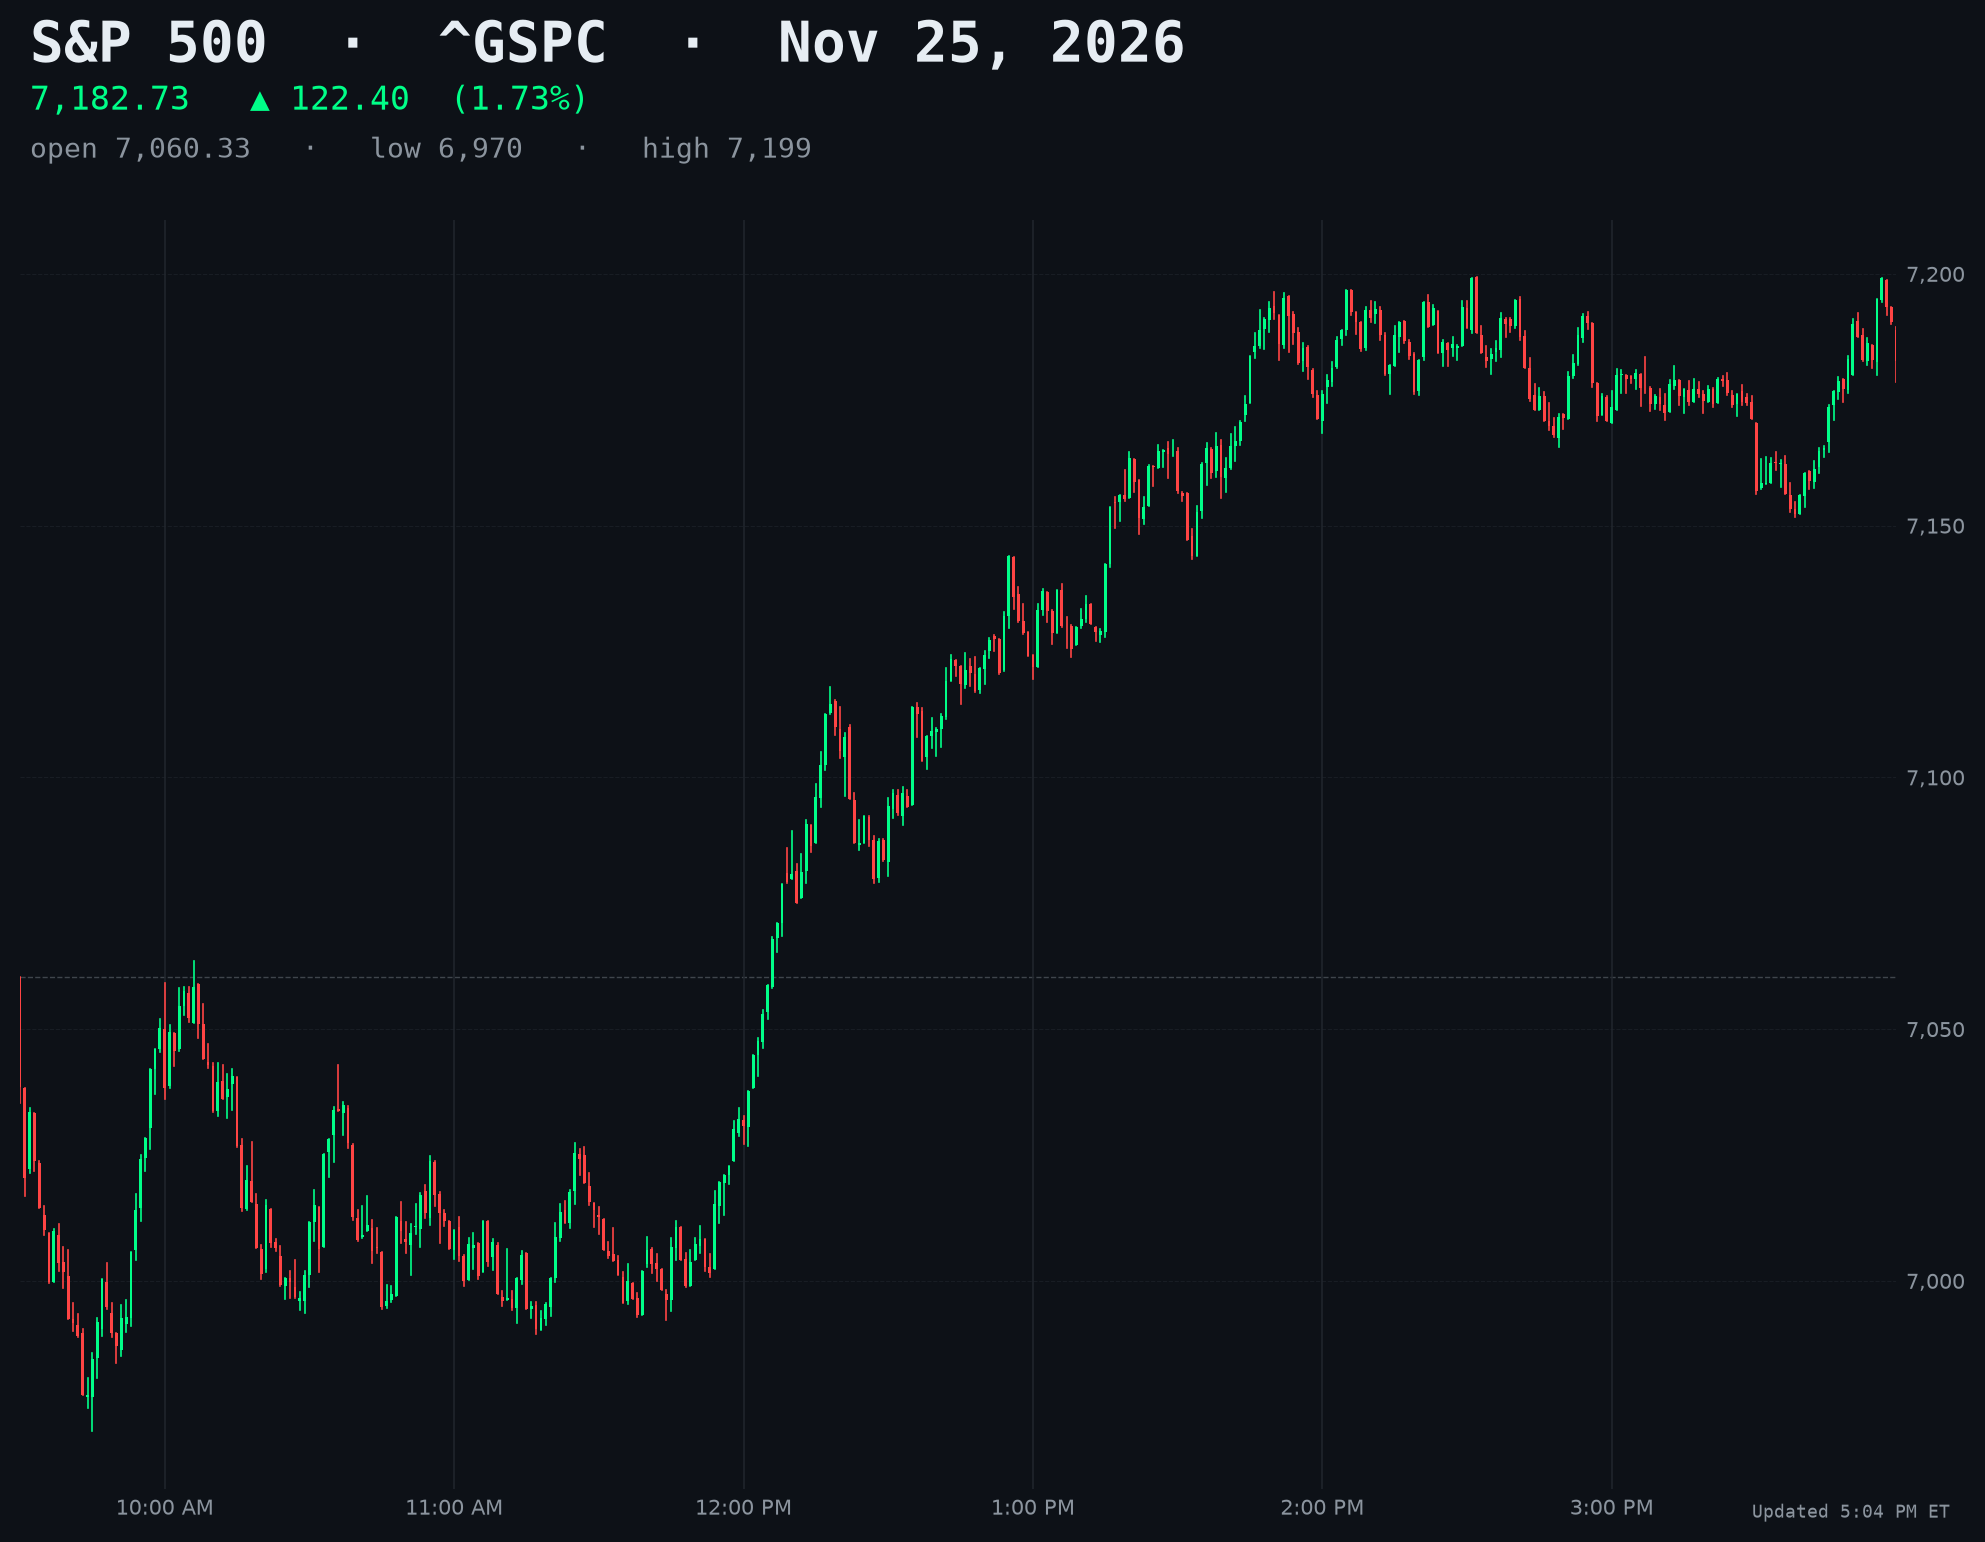 S&P 500 · ^GSPC · Nov 25, 2026
7,182.73 ▲ 122.40 (1.73%)
open 7,060.33 · low 6,970 · high 7,199
7,200
7,150
7,100
7,050
7,000
10:00 AM 11:00 AM 12:00 PM 1:00 PM 2:00 PM 3:00 PM
Updated 5:04 PM ET